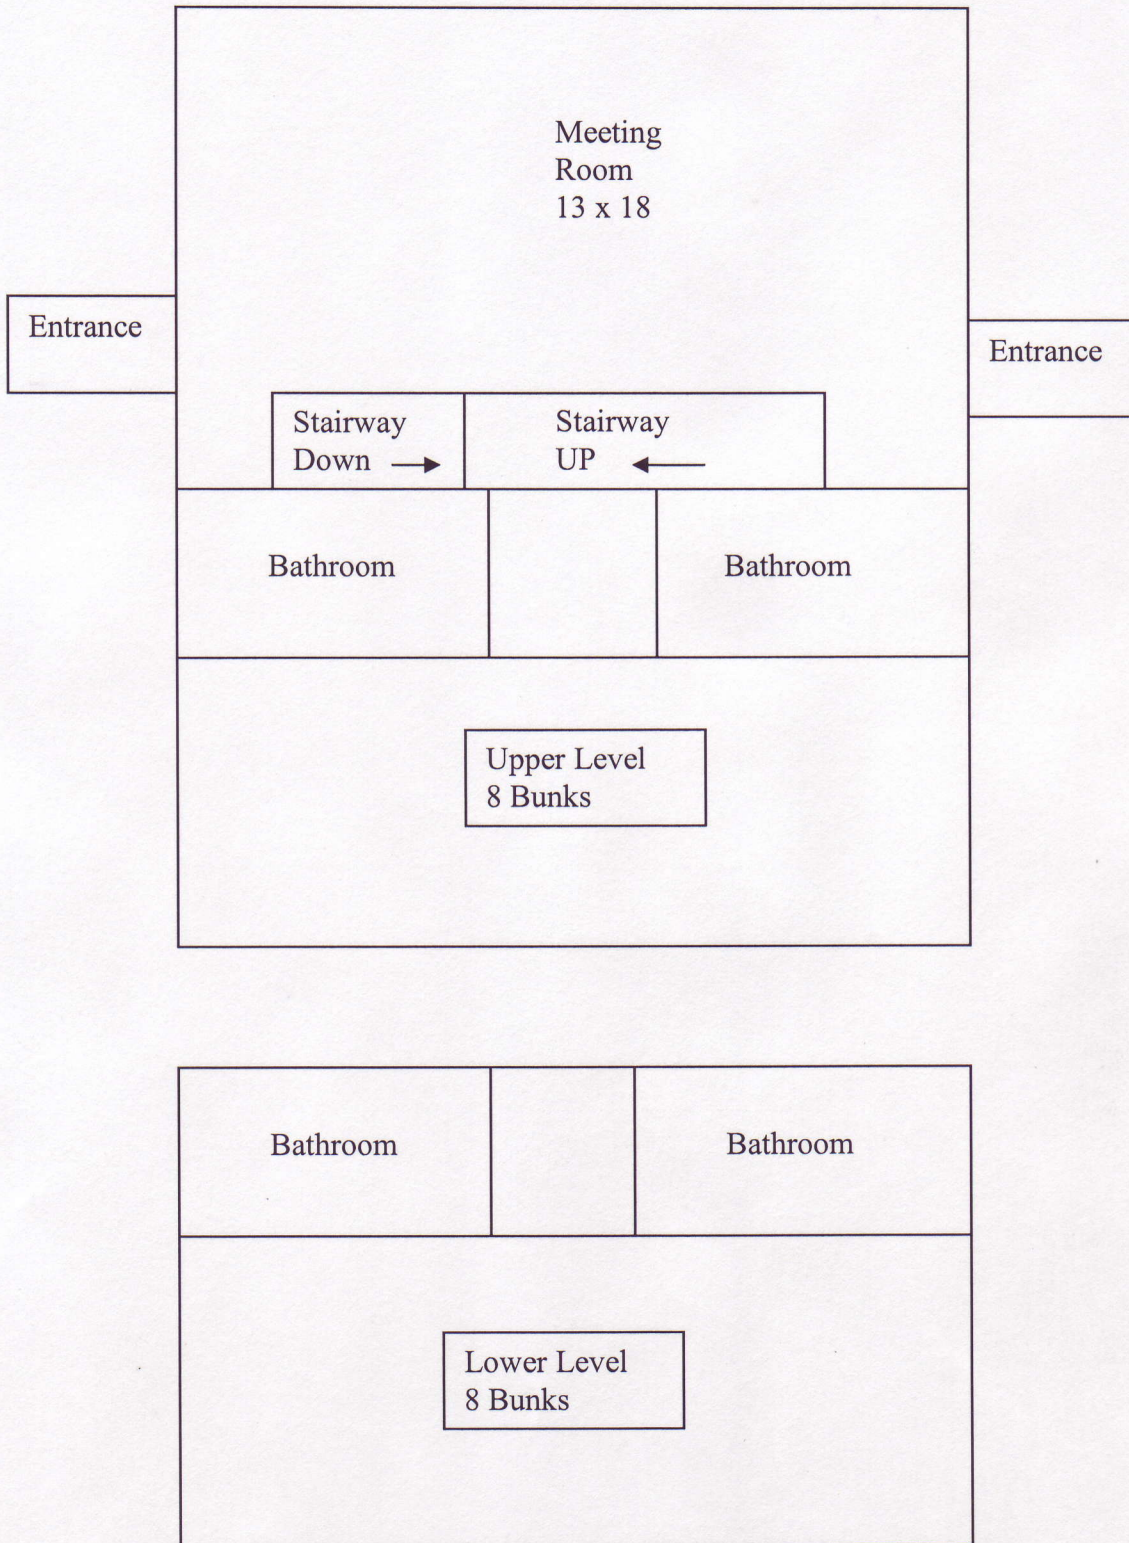 Meeting
Room
13 x 18
Entrance
Entrance
Stairway
Down
Stairway
UP
Bathroom
Bathroom
Upper Level
8 Bunks
Bathroom
Bathroom
Lower Level
8 Bunks